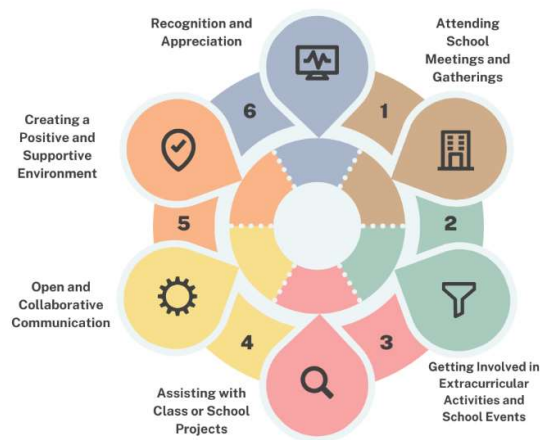 Recognition and
Appreciation
6
Attending
School
Meetings and
Gatherings
1
2
Getting Involved in
Extracurricular
Activities and
School Events
3
Assisting with
Class or School
Projects
4
Open and
Collaborative
Communication
5
Creating a
Positive and
Supportive
Environment